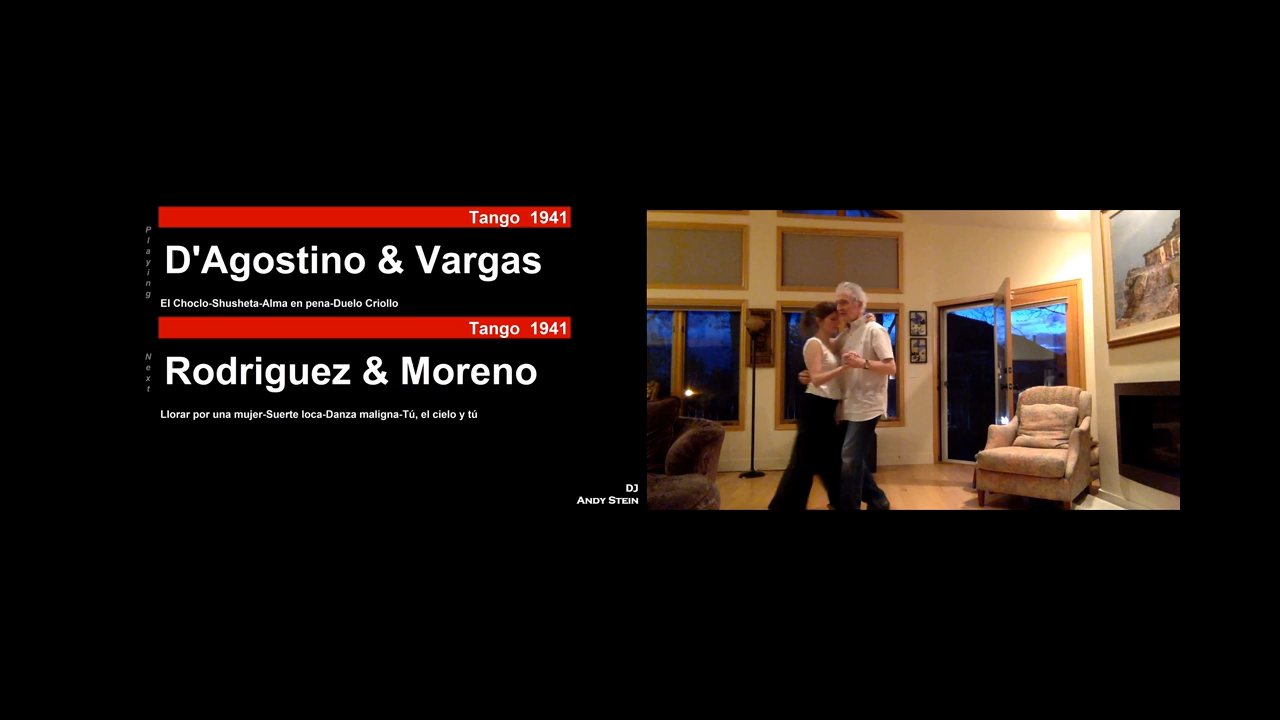 Playing
Tango 1941
D'Agostino & Vargas
El Choclo-Shusheta-Alma en pena-Duelo Criollo
Next
Tango 1941
Rodriguez & Moreno
Llorar por una mujer-Suerte loca-Danza maligna-Tú, el cielo y tú
DJ
Andy Stein